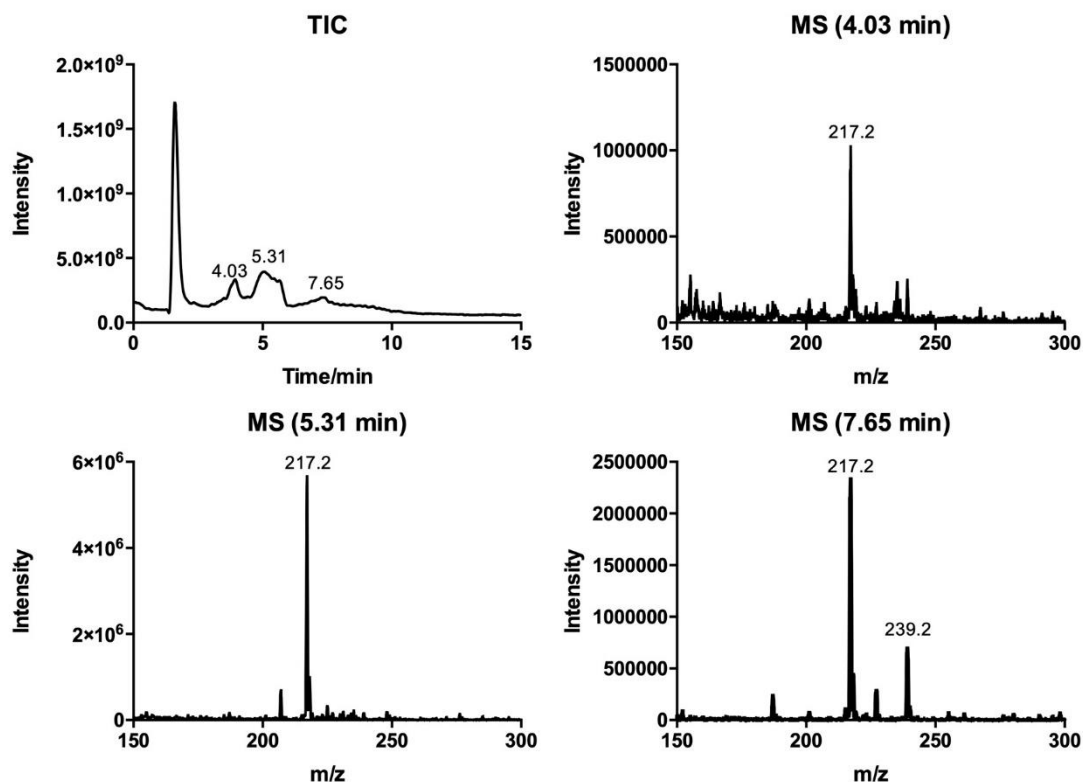 TIC
2.0×10⁹
1.5×10⁹
1.0×10⁹
5.0×10⁸
0.0
Intensity
4.03
5.31
7.65
0 5 10 15
Time/min
MS (4.03 min)
1500000
1000000
500000
0
Intensity
217.2
150 200 250 300
m/z
MS (5.31 min)
6×10⁶
4×10⁶
2×10⁶
0
Intensity
217.2
150 200 250 300
m/z
MS (7.65 min)
2500000
2000000
1500000
1000000
500000
0
Intensity
217.2
239.2
150 200 250 300
m/z